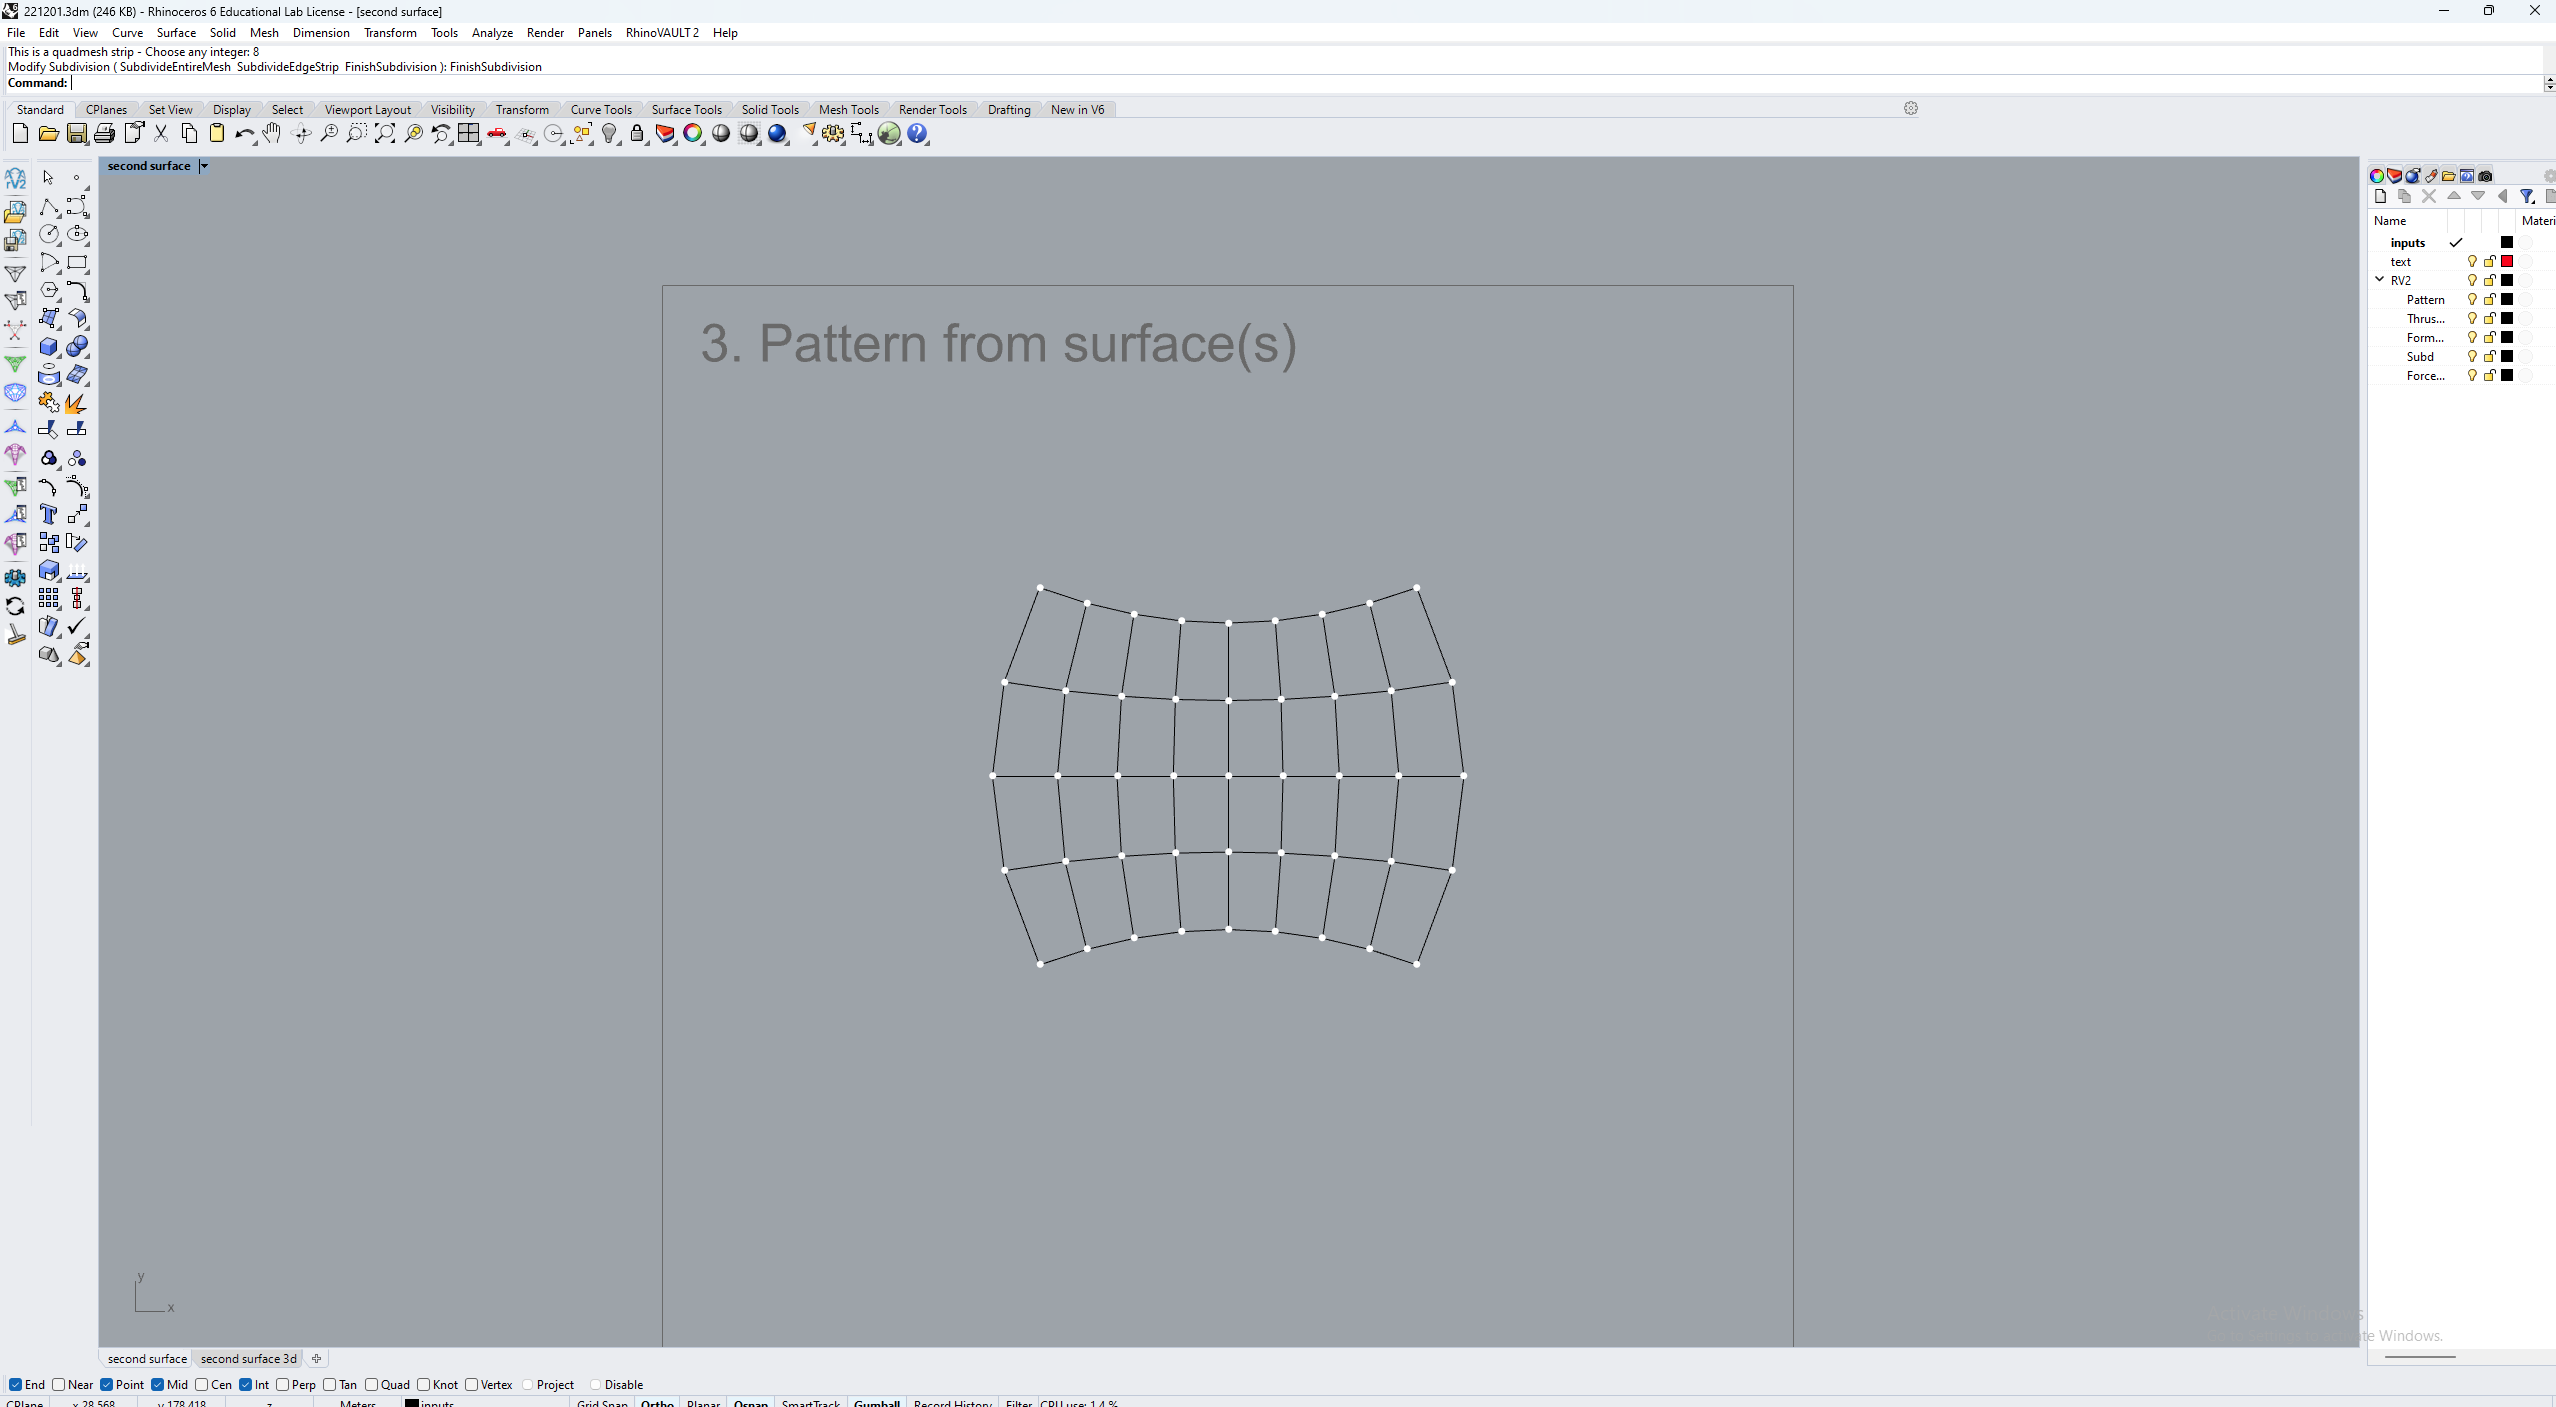 221201.3dm (246 KB) - Rhinoceros 6 Educational Lab License - [second surface]
File Edit View Curve Surface Solid Mesh Dimension Transform Tools Analyze Render Panels RhinoVAULT 2 Help
This is a quadmesh strip - Choose any integer: 8
Modify Subdivision ( SubdivideEntireMesh SubdivideEdgeStrip FinishSubdivision ): FinishSubdivision
Command:
Standard CPlanes Set View Display Select Viewport Layout Visibility Transform Curve Tools Surface Tools Solid Tools Mesh Tools Render Tools Drafting New in V6
second surface
Name Materi
inputs
text
RV2
Pattern
Thrus...
Form...
Subd
Force...
3. Pattern from surface(s)
y
x
Activate Windows
te Windows.
second surface second surface 3d
End Near Point Mid Cen Int Perp Tan Quad Knot Vertex Project Disable
CPlane x 28.568 y 178.418 z Meters inputs Grid Snap Ortho Planar Osnap SmartTrack Gumball Record History Filter CPU use: 1.4 %